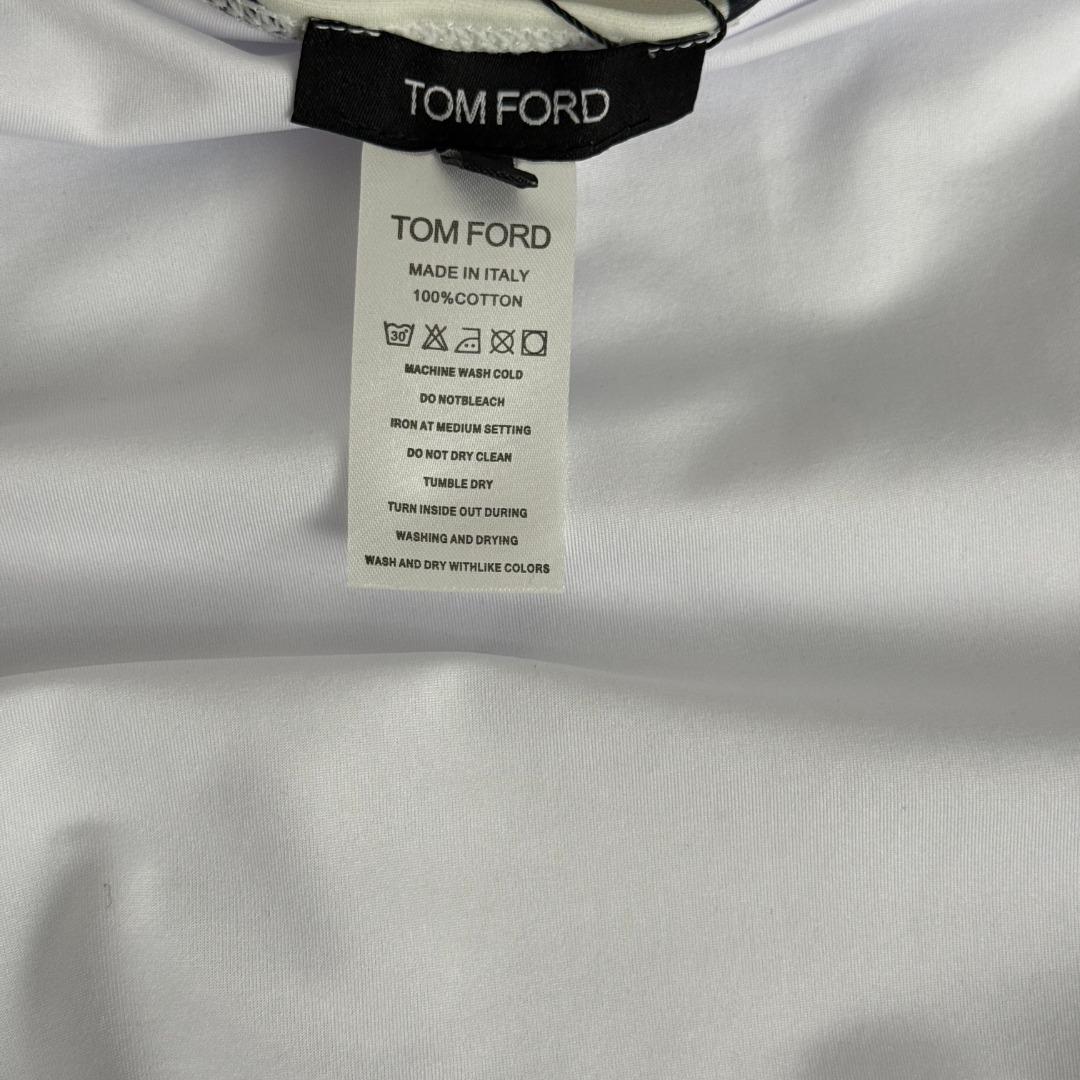 TOM FORD
TOM FORD
MADE IN ITALY
100%COTTON
30°
MACHINE WASH COLD
DO NOTBLEACH
IRON AT MEDIUM SETTING
DO NOT DRY CLEAN
TUMBLE DRY
TURN INSIDE OUT DURING
WASHING AND DRYING
WASH AND DRY WITHLIKE COLORS